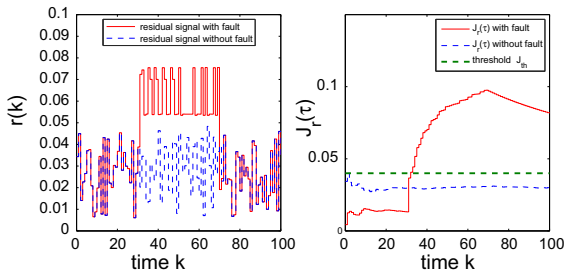 residual signal with fault
residual signal without fault
0.1
0.09
0.08
0.07
0.06
0.05
0.04
0.03
0.02
0.01
0
r(k)
0 20 40 60 80 100
time k
J_r(τ) with fault
J_r(τ) without fault
threshold J_th
0.1
0.05
0
J_r(τ)
0 20 40 60 80 100
time k